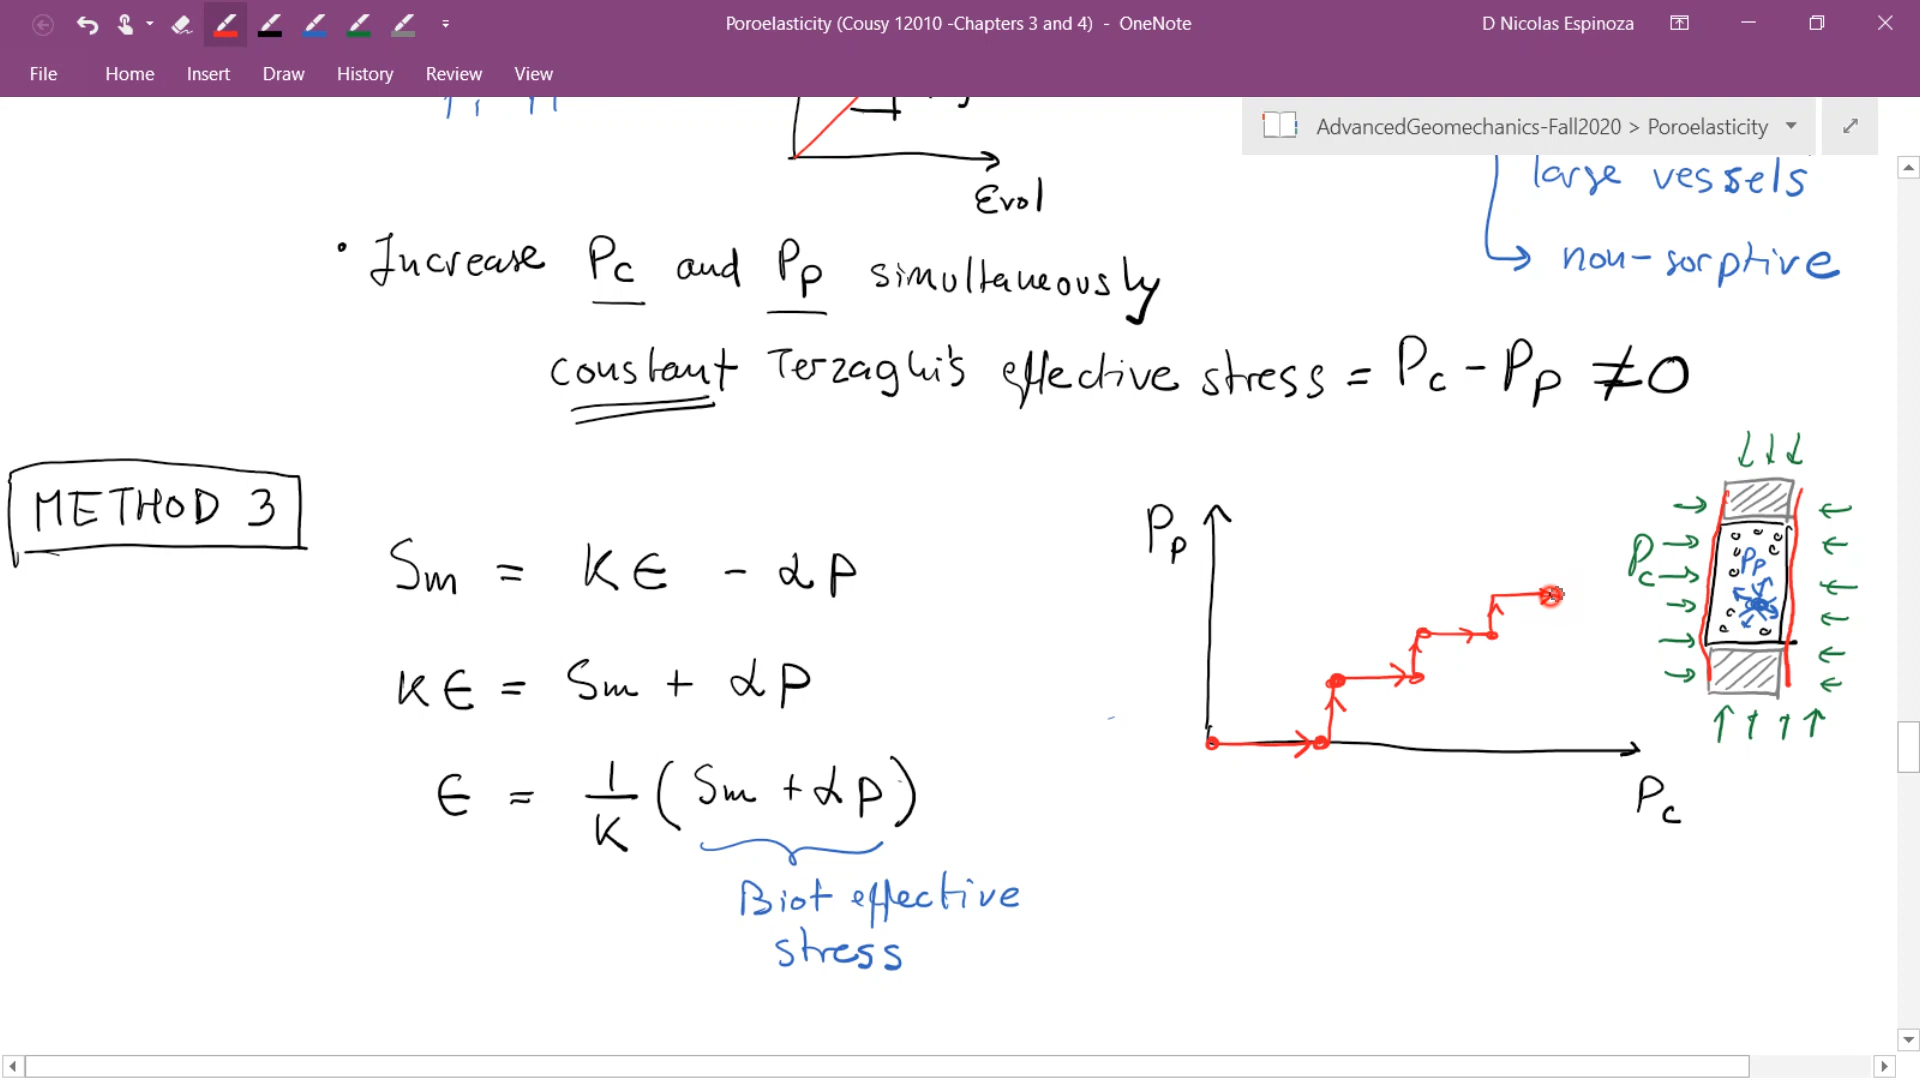 Poroelasticity (Cousy 12010 -Chapters 3 and 4) - OneNote
D Nicolas Espinoza
File Home Insert Draw History Review View
AdvancedGeomechanics-Fall2020 > Poroelasticity
large vessels
Evol
non-sorptive
• Increase Pc and Pp simultaneously
constant Terzaghi's effective stress = Pc - Pp ≠ 0
METHOD 3
Sm = Kϵ - αp
Kϵ = Sm + αp
ϵ = 1/K (Sm + αp)
Biot effective
stress
Pp
Pc
Pc
Pp